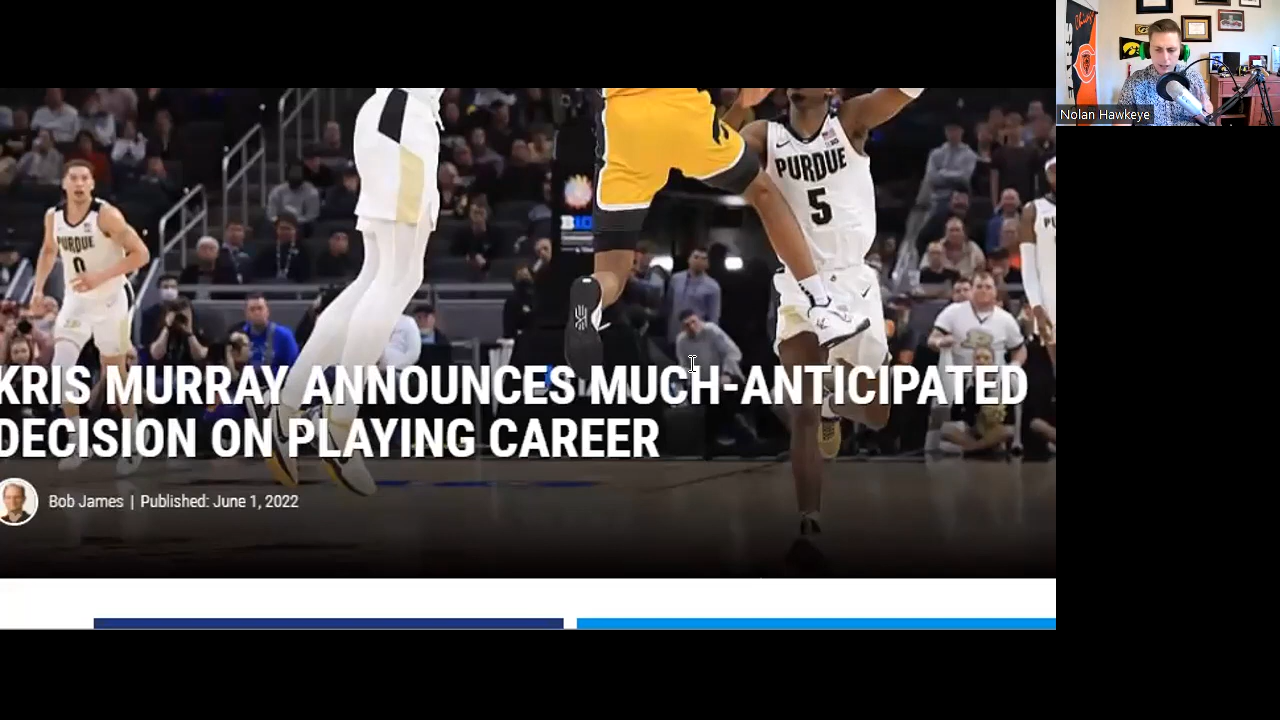 Nolan Hawkeye
PURDUE
5
PURDUE
0
B1G
KRIS MURRAY ANNOUNCES MUCH-ANTICIPATED
DECISION ON PLAYING CAREER
Bob James | Published: June 1, 2022